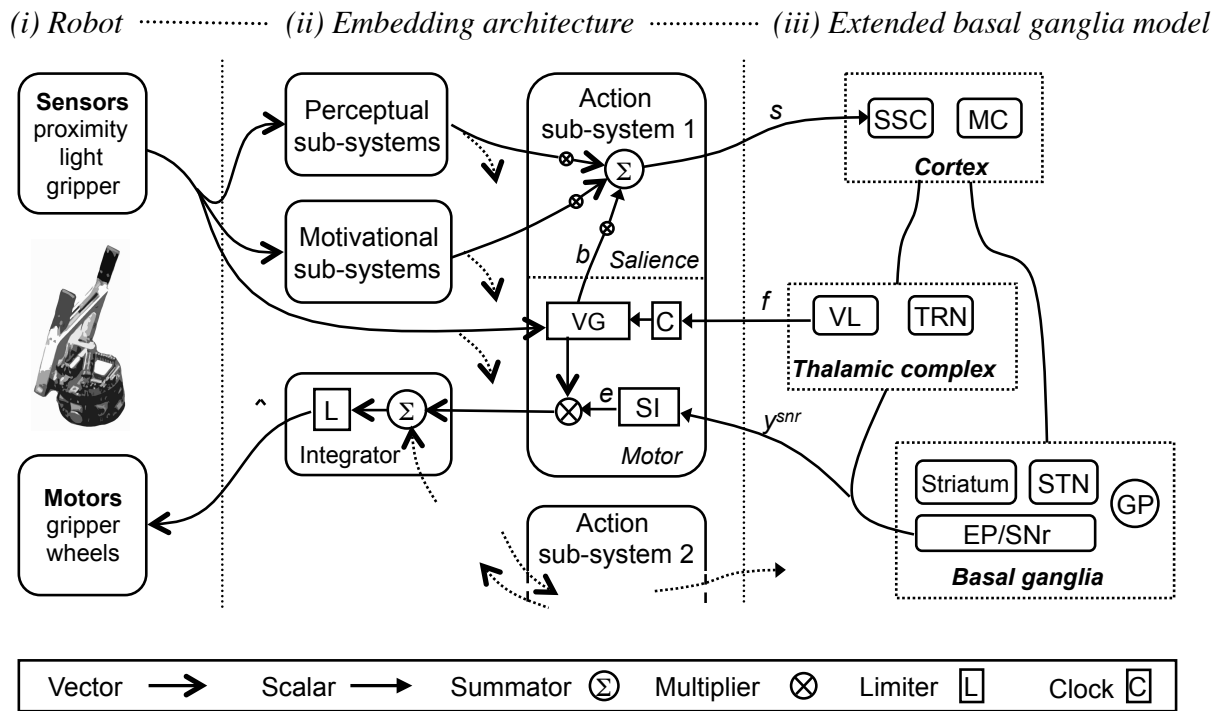 (i) Robot ............ (ii) Embedding architecture ............ (iii) Extended basal ganglia model
Sensors
proximity
light
gripper
Perceptual
sub-systems
Motivational
sub-systems
Action
sub-system 1
Σ
b
Salience
VG
C
e
SI
Motor
^
L
Σ
Integrator
Motors
gripper
wheels
Action
sub-system 2
s
f
y^snr
SSC
MC
Cortex
VL
TRN
Thalamic complex
Striatum
STN
GP
EP/SNr
Basal ganglia
Vector Scalar Summator Σ Multiplier Limiter L Clock C